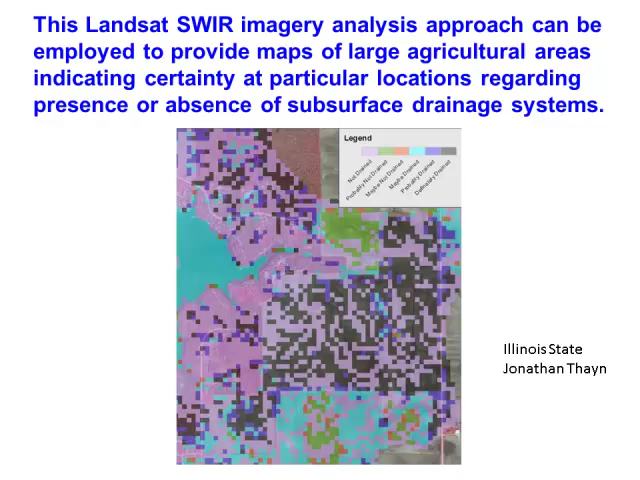 This Landsat SWIR imagery analysis approach can be
employed to provide maps of large agricultural areas
indicating certainty at particular locations regarding
presence or absence of subsurface drainage systems.
Legend
Not Drained
Probably Not Drained
Maybe Not Drained
Maybe Drained
Probably Drained
Definitely Drained
Illinois State
Jonathan Thayn